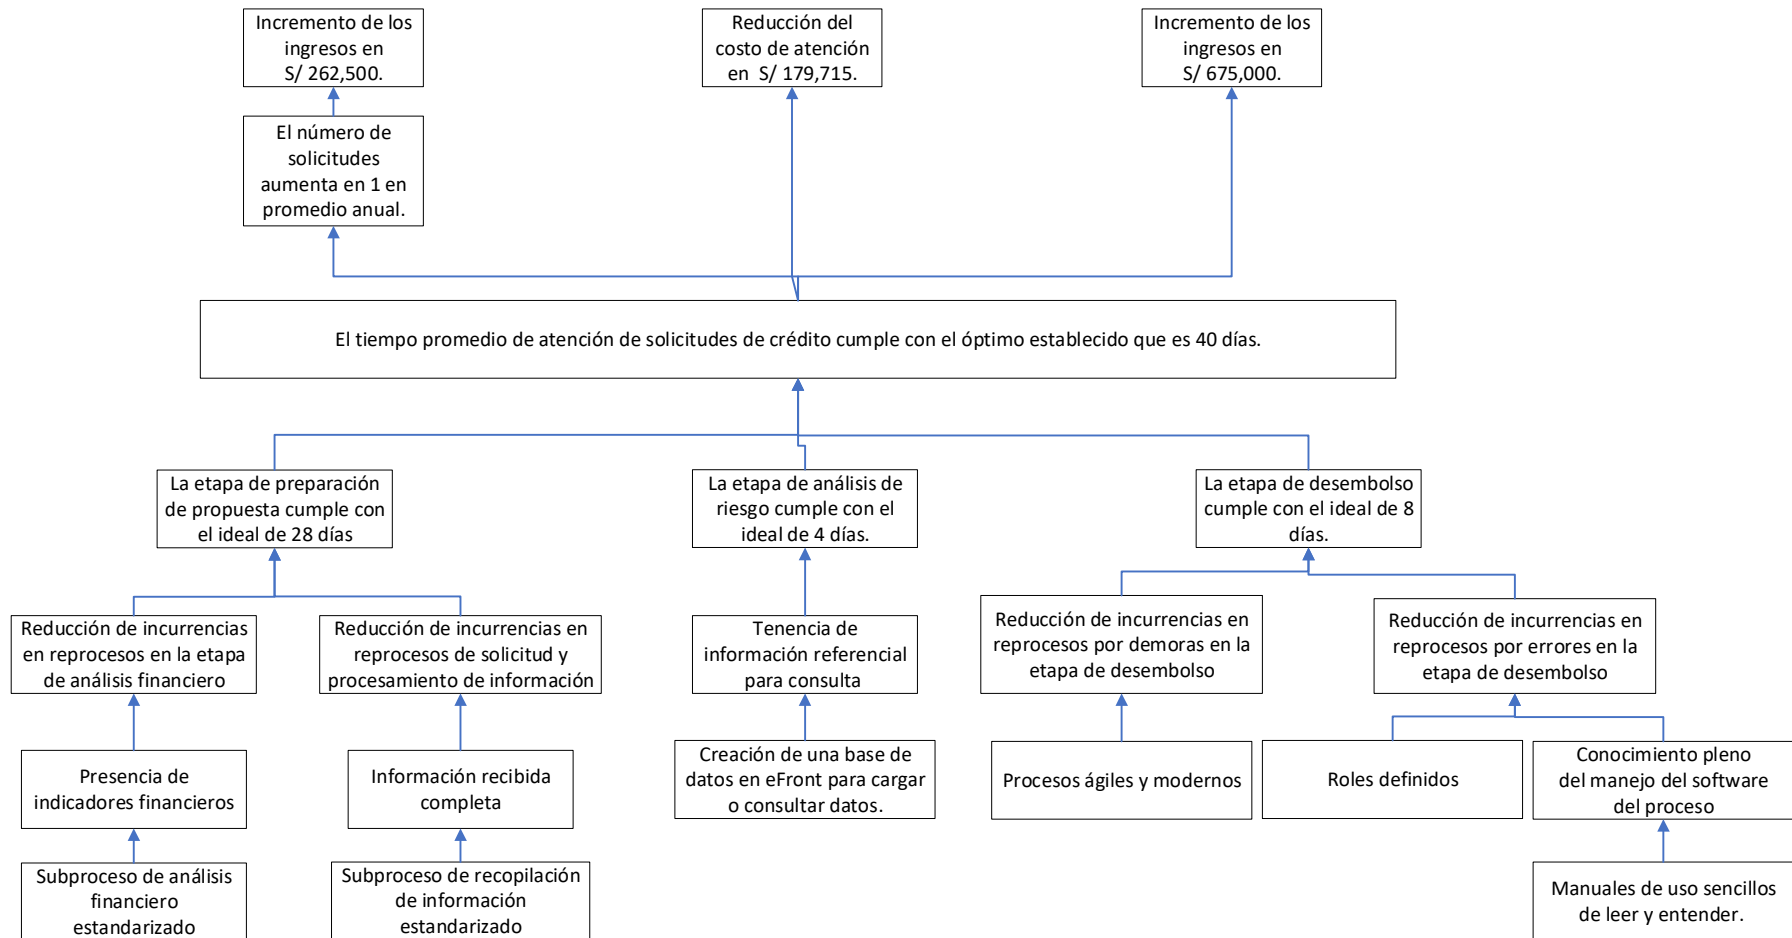 Incremento de los
ingresos en
S/ 262,500.
Reducción del
costo de atención
en S/ 179,715.
Incremento de los
ingresos en
S/ 675,000.
El número de
solicitudes
aumenta en 1 en
promedio anual.
El tiempo promedio de atención de solicitudes de crédito cumple con el óptimo establecido que es 40 días.
La etapa de preparación
de propuesta cumple con
el ideal de 28 días
La etapa de análisis de
riesgo cumple con el
ideal de 4 días.
La etapa de desembolso
cumple con el ideal de 8
días.
Reducción de incurrencias
en reprocesos en la etapa
de análisis financiero
Reducción de incurrencias en
reprocesos de solicitud y
procesamiento de información
Tenencia de
información referencial
para consulta
Reducción de incurrencias en
reprocesos por demoras en la
etapa de desembolso
Reducción de incurrencias en
reprocesos por errores en la
etapa de desembolso
Presencia de
indicadores financieros
Información recibida
completa
Creación de una base de
datos en eFront para cargar
o consultar datos.
Procesos ágiles y modernos
Roles definidos
Conocimiento pleno
del manejo del software
del proceso
Subproceso de análisis
financiero
estandarizado
Subproceso de recopilación
de información
estandarizado
Manuales de uso sencillos
de leer y entender.